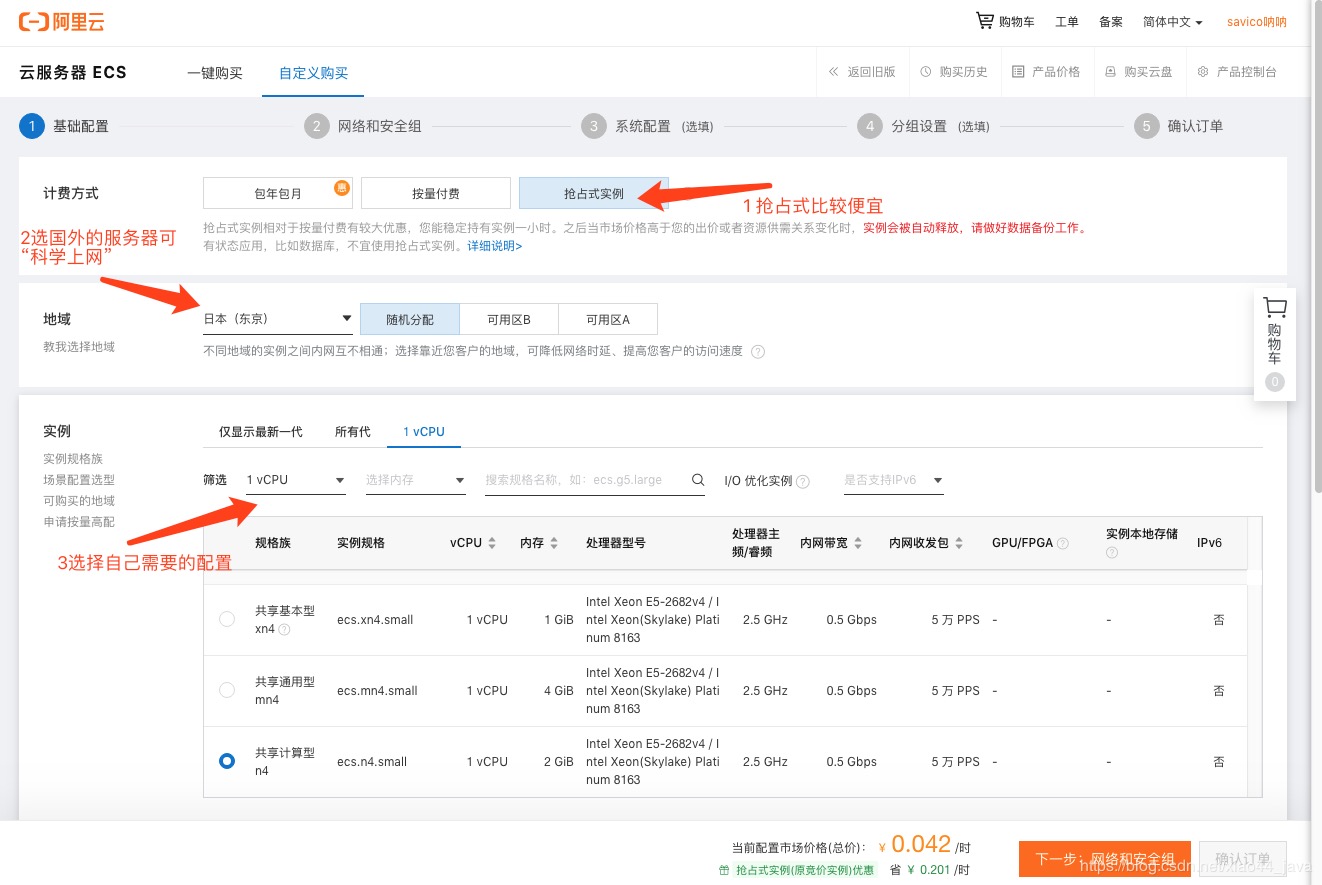 阿里云
购物车 工单 备案 简体中文 savico呐呐
云服务器 ECS 一键购买 自定义购买 返回旧版 购买历史 产品价格 购买云盘 产品控制台
1 基础配置 2 网络和安全组 3 系统配置 (选填) 4 分组设置 (选填) 5 确认订单
计费方式 包年包月 惠 按量付费 抢占式实例
1 抢占式比较便宜
抢占式实例相对于按量付费有较大优惠，您能稳定持有实例一小时。之后当市场价格高于您的出价或者资源供需关系变化时，实例会被自动释放，请做好数据备份工作。
有状态应用，比如数据库，不宜使用抢占式实例。详细说明>
2选国外的服务器可
“科学上网”
地域 日本（东京） 随机分配 可用区B 可用区A
教我选择地域 不同地域的实例之间内网互不相通；选择靠近您客户的地域，可降低网络时延、提高您客户的访问速度 ?
购物车
0
实例 仅显示最新一代 所有代 1 vCPU
实例规格族
场景配置选型
可购买的地域
申请按量高配
筛选 1 vCPU 选择内存 搜索规格名称，如：ecs.g5.large I/O 优化实例 ? 是否支持IPv6
3选择自己需要的配置
规格族 实例规格 vCPU 内存 处理器型号 处理器主频/睿频 内网带宽 内网收发包 GPU/FPGA ? 实例本地存储 ? IPv6
共享基本型 xn4 ? ecs.xn4.small 1 vCPU 1 GiB Intel Xeon E5-2682v4 / Intel Xeon(Skylake) Platinum 8163 2.5 GHz 0.5 Gbps 5 万 PPS - - 否
共享通用型 mn4 ecs.mn4.small 1 vCPU 4 GiB Intel Xeon E5-2682v4 / Intel Xeon(Skylake) Platinum 8163 2.5 GHz 0.5 Gbps 5 万 PPS - - 否
共享计算型 n4 ecs.n4.small 1 vCPU 2 GiB Intel Xeon E5-2682v4 / Intel Xeon(Skylake) Platinum 8163 2.5 GHz 0.5 Gbps 5 万 PPS - - 否
当前配置市场价格(总价)： ¥ 0.042 /时
抢占式实例(原竞价实例)优惠 省 ¥ 0.201 /时
下一步：网络和安全组 确认订单
https://blog.csdn.net/xiao44_java